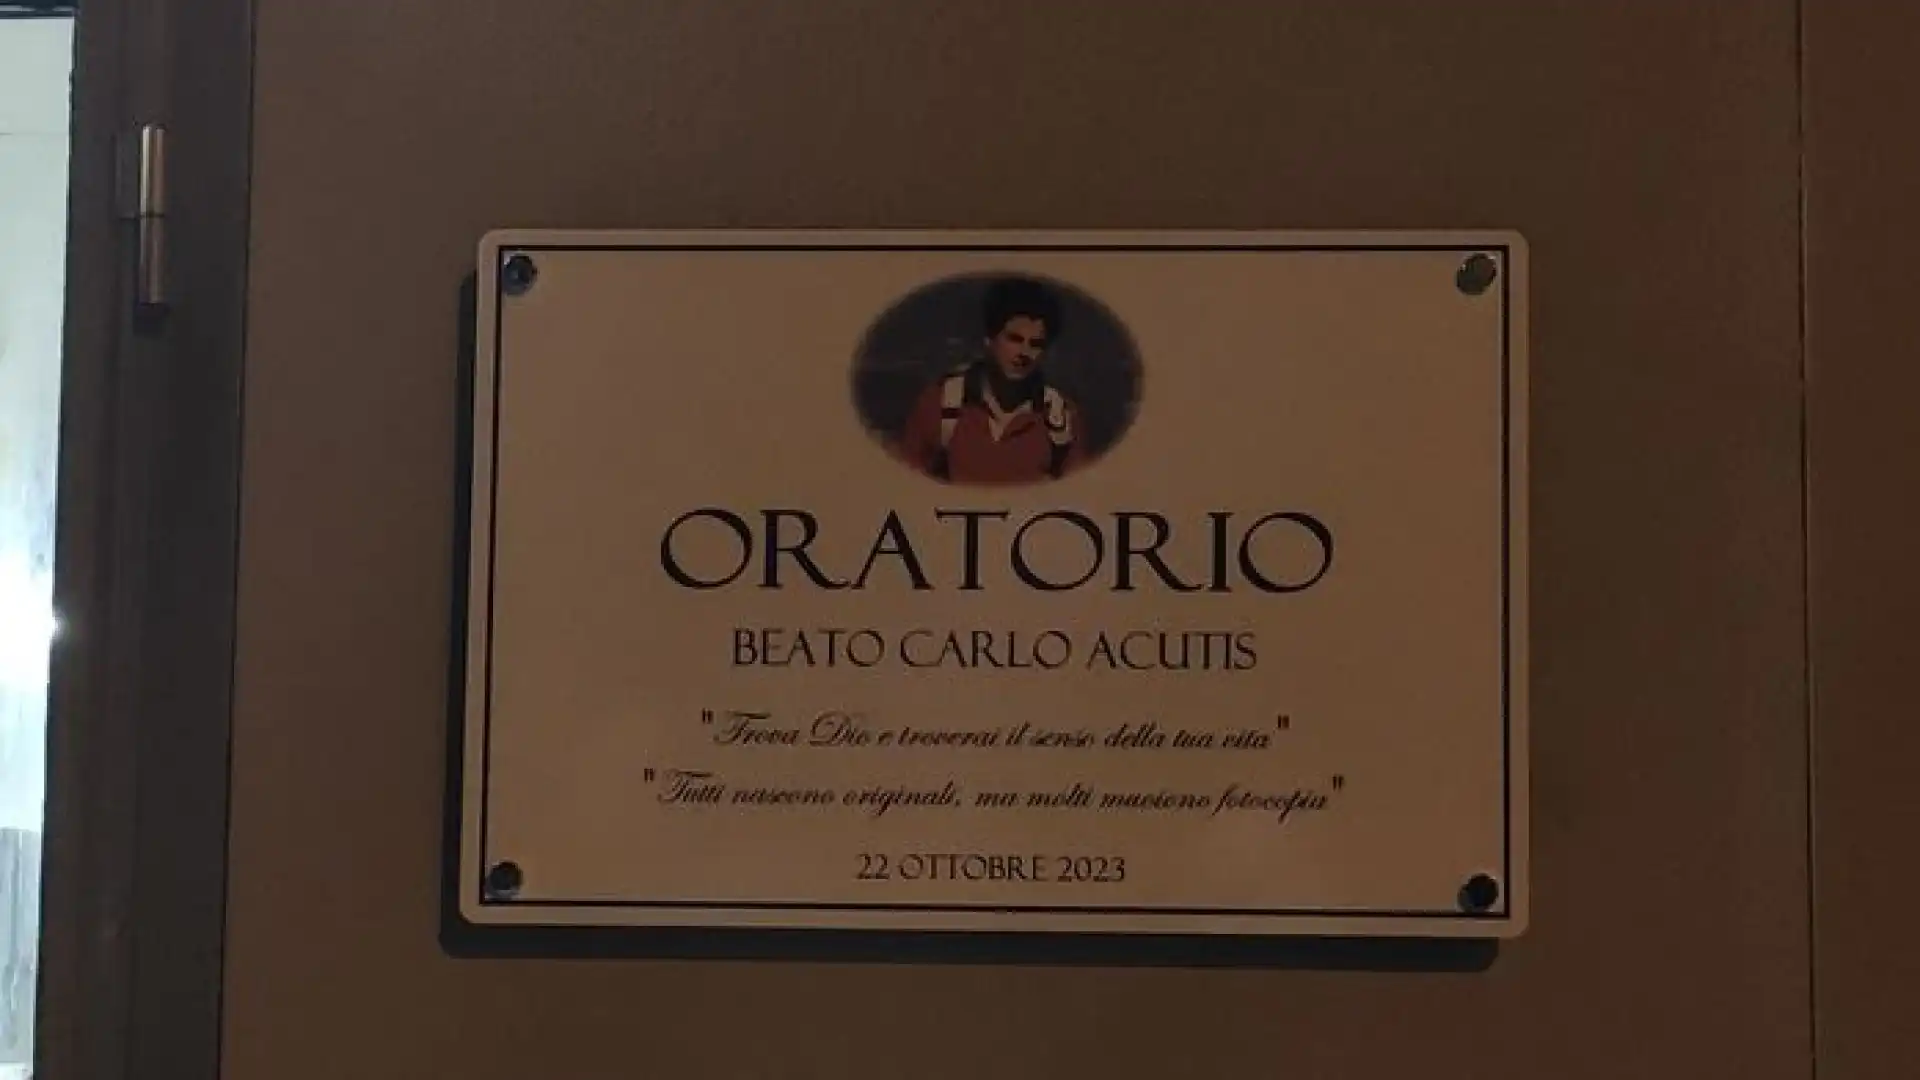 ORATORIO
BEATO CARLO ACUTIS
"Trova Dio e troverai il senso della tua vita"
"Tutti nascono originali, ma molti muoiono fotocopia"
22 OTTOBRE 2023